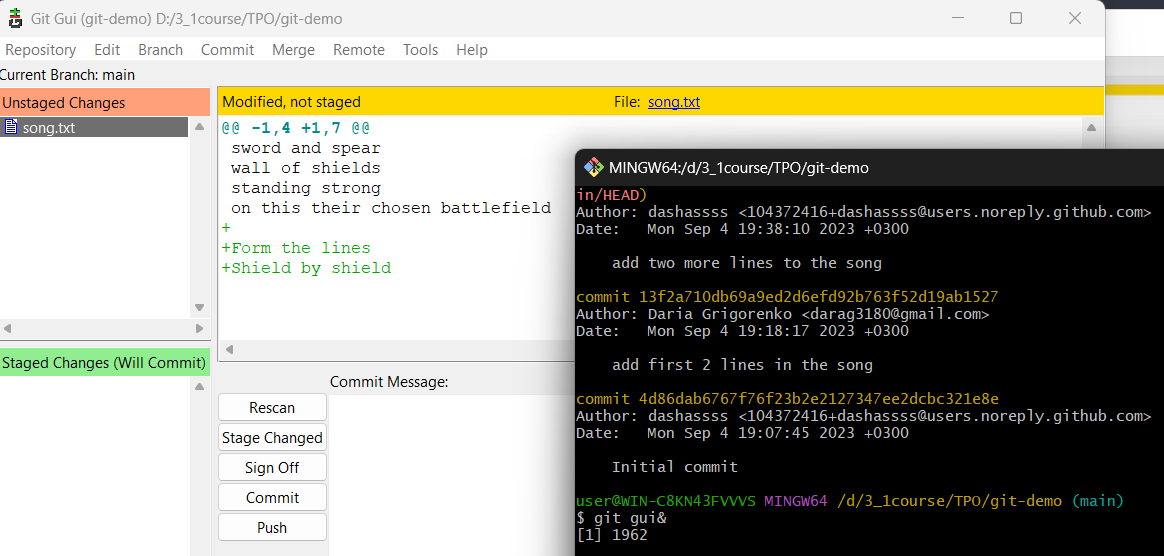 Git Gui (git-demo) D:/3_1course/TPO/git-demo
Repository Edit Branch Commit Merge Remote Tools Help
Current Branch: main
Unstaged Changes
song.txt
Modified, not staged File: song.txt
@@ -1,4 +1,7 @@
sword and spear
wall of shields
standing strong
on this their chosen battlefield
+
+Form the lines
+Shield by shield
Staged Changes (Will Commit)
Commit Message:
Rescan
Stage Changed
Sign Off
Commit
Push
MINGW64:/d/3_1course/TPO/git-demo
in/HEAD)
Author: dashassss <104372416+dashassss@users.noreply.github.com>
Date: Mon Sep 4 19:38:10 2023 +0300
add two more lines to the song
commit 13f2a710db69a9ed2d6efd92b763f52d19ab1527
Author: Daria Grigorenko <darag3180@gmail.com>
Date: Mon Sep 4 19:18:17 2023 +0300
add first 2 lines in the song
commit 4d86dab6767f76f23b2e2127347ee2dcbc321e8e
Author: dashassss <104372416+dashassss@users.noreply.github.com>
Date: Mon Sep 4 19:07:45 2023 +0300
Initial commit
user@WIN-C8KN43FVVVS MINGW64 /d/3_1course/TPO/git-demo (main)
$ git gui&
[1] 1962